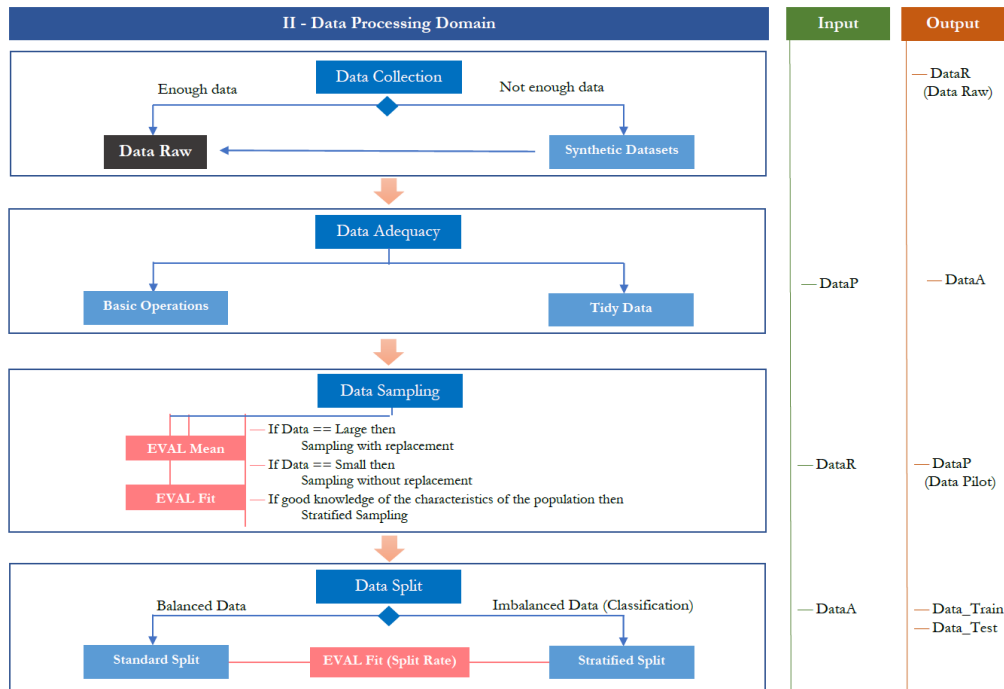 II - Data Processing Domain
Input
Output
Data Collection
Enough data
Not enough data
Data Raw
Synthetic Datasets
DataR
(Data Raw)
Data Adequacy
Basic Operations
Tidy Data
DataP
DataA
Data Sampling
EVAL Mean
EVAL Fit
If Data == Large then
Sampling with replacement
If Data == Small then
Sampling without replacement
If good knowledge of the characteristics of the population then
Stratified Sampling
DataR
DataP
(Data Pilot)
Data Split
Balanced Data
Imbalanced Data (Classification)
Standard Split
EVAL Fit (Split Rate)
Stratified Split
DataA
Data_Train
Data_Test